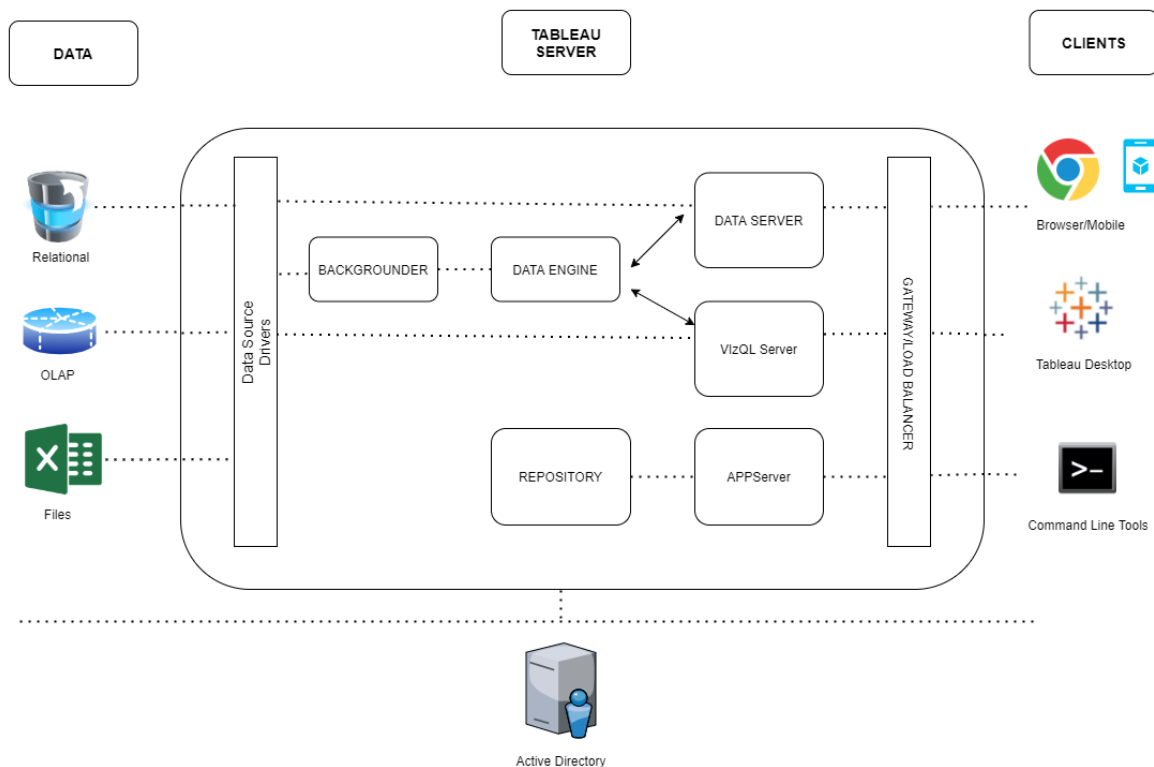 DATA
TABLEAU
SERVER
CLIENTS
Relational
OLAP
Files
Data Source
Drivers
BACKGROUNDER
DATA ENGINE
DATA SERVER
VIzQL Server
REPOSITORY
APPServer
GATEWAY/LOAD BALANCER
Browser/Mobile
Tableau Desktop
>-
Command Line Tools
Active Directory